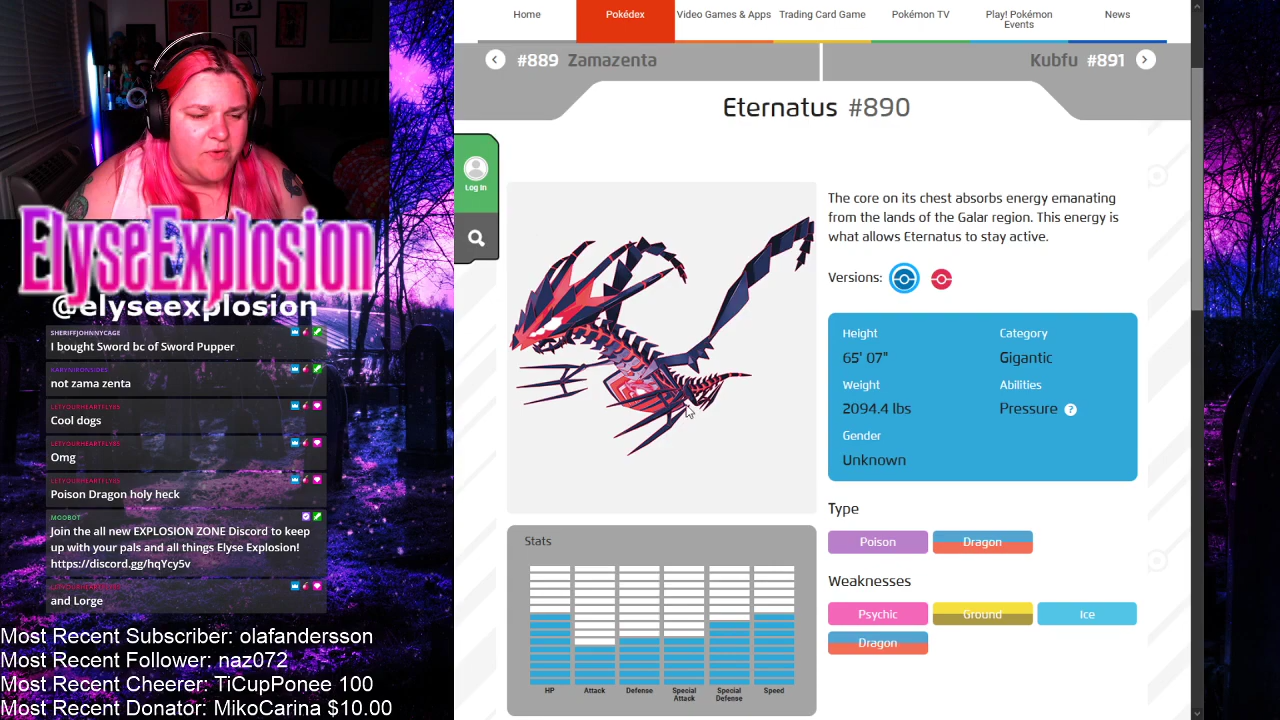 Home
Pokédex
Video Games & Apps
Trading Card Game
Pokémon TV
Play! Pokémon
Events
News
#889 Zamazenta
Kubfu #891
Eternatus #890
Log In
The core on its chest absorbs energy emanating
from the lands of the Galar region. This energy is
what allows Eternatus to stay active.
Versions:
Height
65' 07"
Category
Gigantic
Weight
2094.4 lbs
Abilities
Pressure ?
Gender
Unknown
Type
Poison
Dragon
Weaknesses
Psychic
Ground
Ice
Dragon
Stats
HP
Attack
Defense
Special
Attack
Special
Defense
Speed
ElyseExplosion
@elyseexplosion
SHERIFFJOHNNYCAGE
I bought Sword bc of Sword Pupper
KARYNIRONSIDES
not zama zenta
LETYOURHEARTFLY85
Cool dogs
LETYOURHEARTFLY85
Omg
LETYOURHEARTFLY85
Poison Dragon holy heck
MOOBOT
Join the all new EXPLOSION ZONE Discord to keep
up with your pals and all things Elyse Explosion!
https://discord.gg/hqYcy5v
LETYOURHEARTFLY85
and Lorge
Most Recent Subscriber: olafandersson
Most Recent Follower: naz072
Most Recent Cheerer: TiCupPonee 100
Most Recent Donator: MikoCarina $10.00